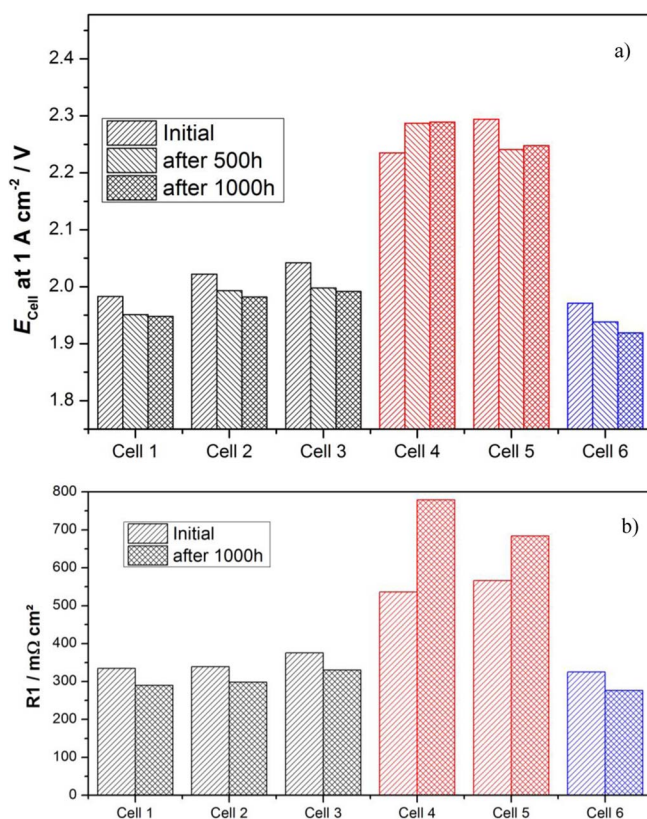 a)
E_Cell at 1 A cm⁻² / V
2.4
2.3
2.2
2.1
2.0
1.9
1.8
Initial
after 500h
after 1000h
Cell 1 Cell 2 Cell 3 Cell 4 Cell 5 Cell 6
b)
R1 / mΩ cm²
800
700
600
500
400
300
200
100
0
Initial
after 1000h
Cell 1 Cell 2 Cell 3 Cell 4 Cell 5 Cell 6